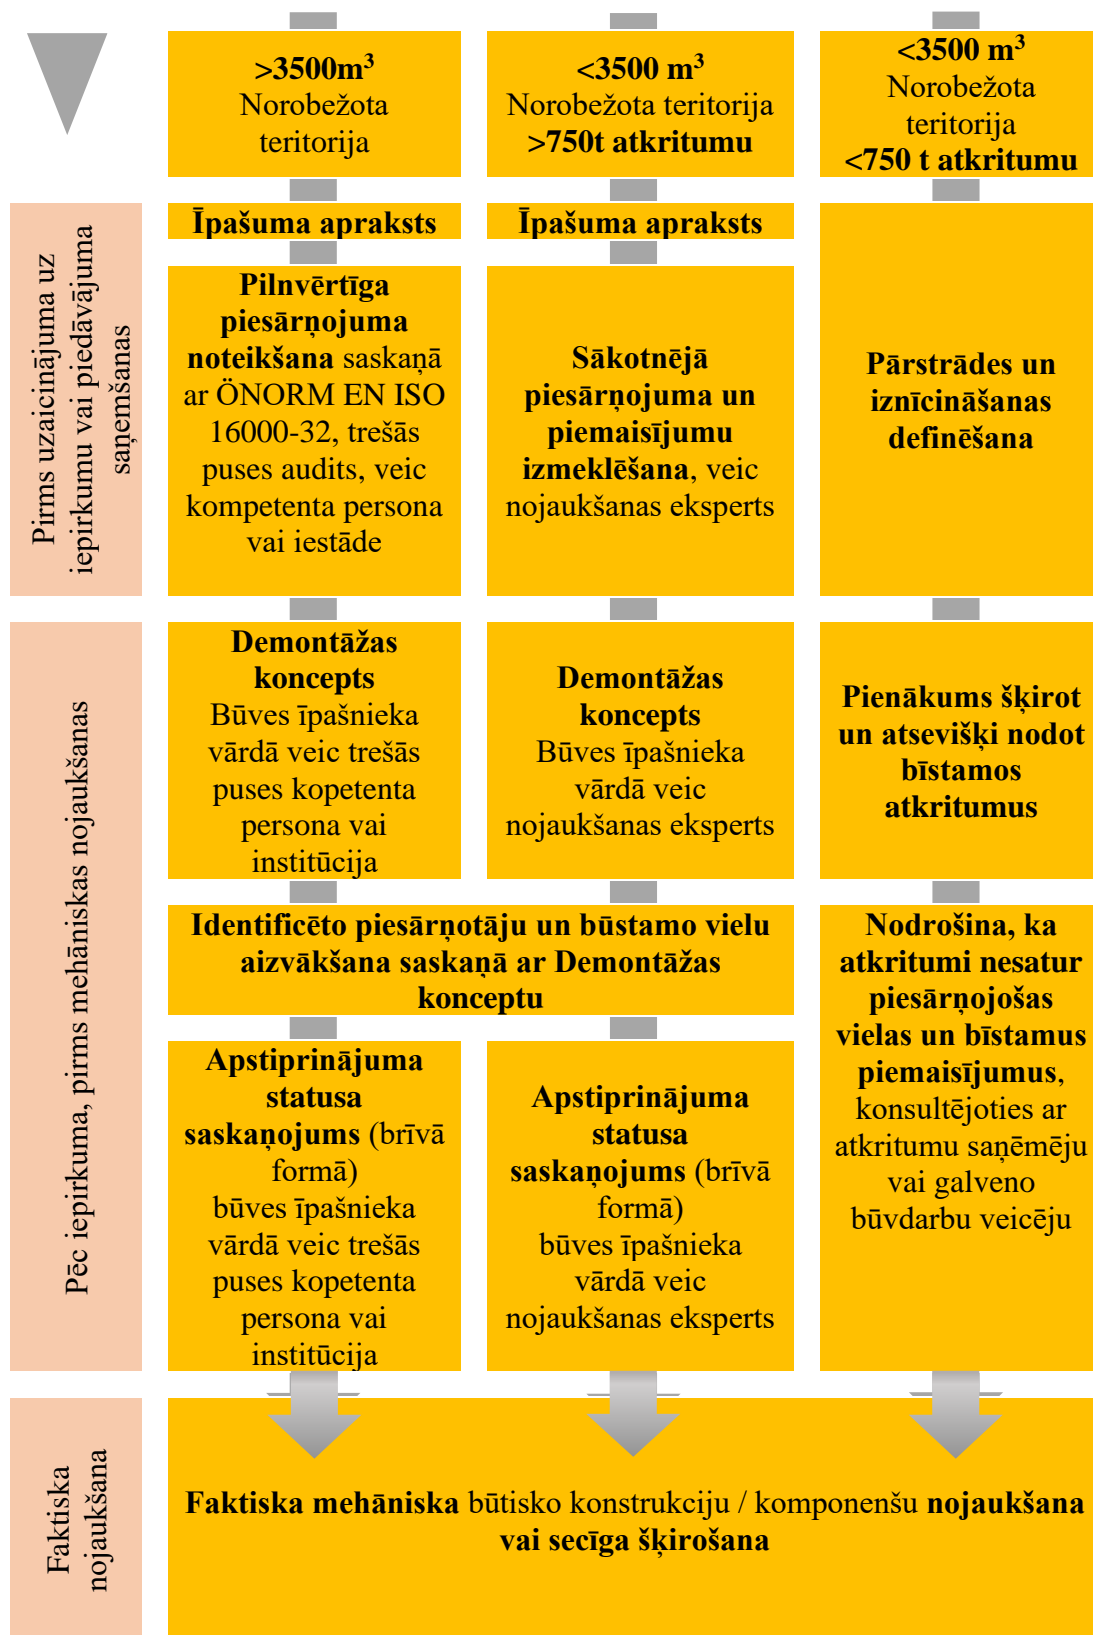 >3500m³
Norobežota
teritorija
<3500 m³
Norobežota teritorija
>750t atkritumu
<3500 m³
Norobežota
teritorija
<750 t atkritumu
Pirms uzaicinājuma uz
iepirkumu vai piedāvājuma
saņemšanas
Īpašuma apraksts
Īpašuma apraksts
Pilnvērtīga
piesārņojuma
noteikšana saskaņā
ar ÖNORM EN ISO
16000-32, trešās
puses audits, veic
kompetenta persona
vai iestāde
Sākotnējā
piesārņojuma un
piemaisījumu
izmeklēšana, veic
nojaukšanas eksperts
Pārstrādes un
iznīcināšanas
definēšana
Pēc iepirkuma, pirms mehāniskas nojaukšanas
Demontāžas
koncepts
Būves īpašnieka
vārdā veic trešās
puses kopetenta
persona vai
institūcija
Demontāžas
koncepts
Būves īpašnieka
vārdā veic
nojaukšanas eksperts
Pienākums šķirot
un atsevišķi nodot
bīstamos
atkritumus
Identificēto piesārņotāju un būstamo vielu
aizvākšana saskaņā ar Demontāžas
konceptu
Nodrošina, ka
atkritumi nesatur
piesārņojošas
vielas un bīstamus
piemaisījumus,
konsultējoties ar
atkritumu saņēmēju
vai galveno
būvdarbu veicēju
Apstiprinājuma
statusa
saskaņojums (brīvā
formā)
būves īpašnieka
vārdā veic trešās
puses kopetenta
persona vai
institūcija
Apstiprinājuma
statusa
saskaņojums (brīvā
formā)
būves īpašnieka
vārdā veic
nojaukšanas eksperts
Faktiska
nojaukšana
Faktiska mehāniska būtisko konstrukciju / komponenšu nojaukšana
vai secīga šķirošana